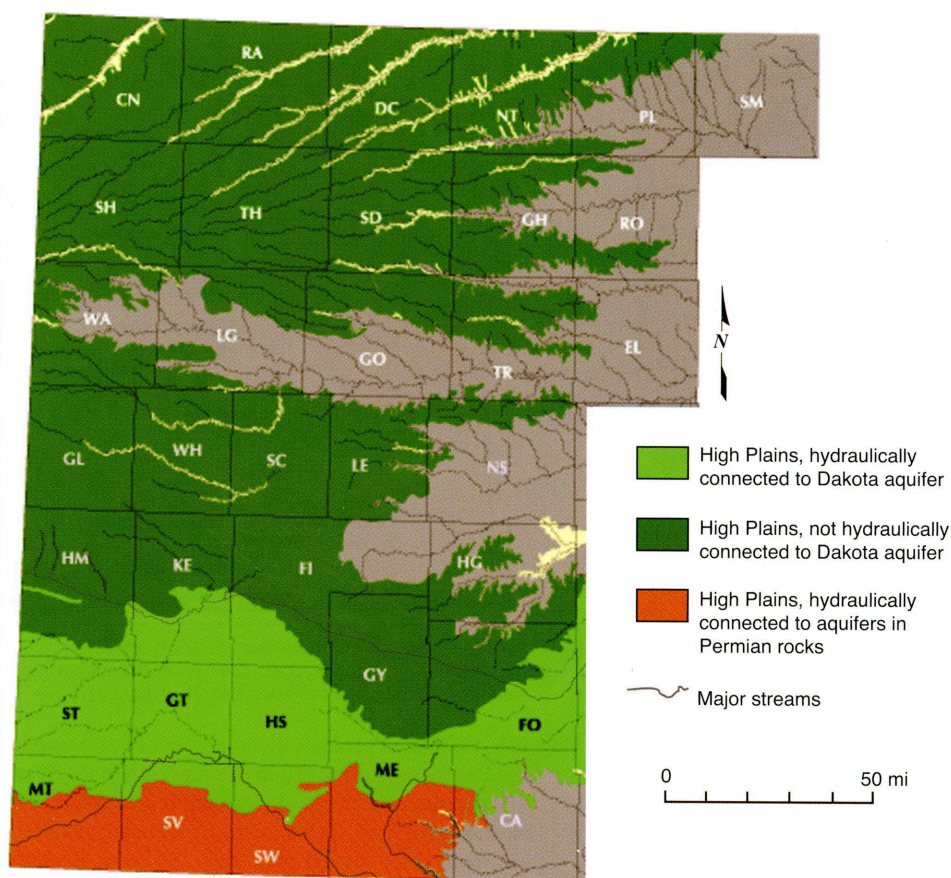 RA
CN
DC
NT
PL
SM
SH
TH
SD
GH
RO
WA
LG
GO
TR
EL
N
GL
WH
SC
LE
NS
HM
KE
FI
HG
GY
ST
GT
HS
FO
MT
ME
SV
SW
CA
High Plains, hydraulically
connected to Dakota aquifer
High Plains, not hydraulically
connected to Dakota aquifer
High Plains, hydraulically
connected to aquifers in
Permian rocks
Major streams
0 50 mi